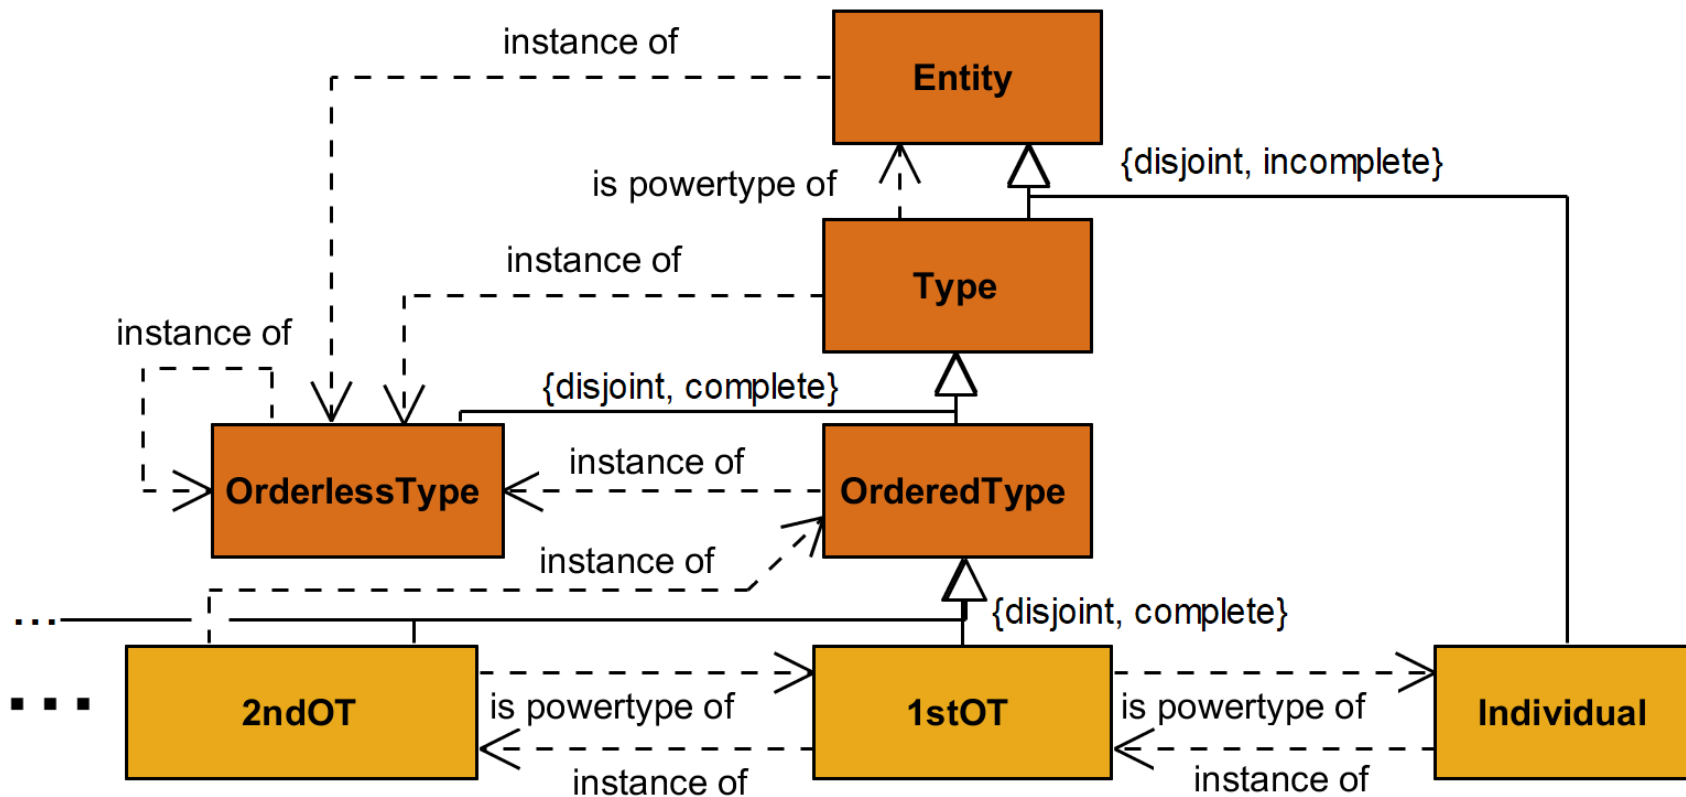 instance of
Entity
{disjoint, incomplete}
is powertype of
instance of
Type
instance of
{disjoint, complete}
OrderlessType
instance of
OrderedType
instance of
{disjoint, complete}
...
...
2ndOT
is powertype of
instance of
1stOT
is powertype of
instance of
Individual